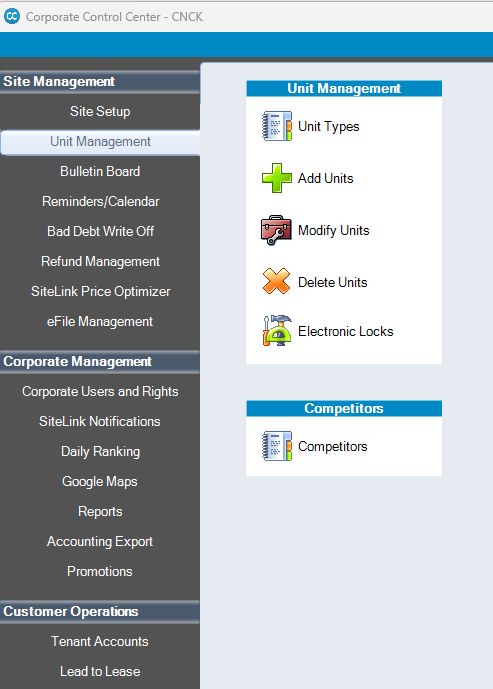 Corporate Control Center - CNCK
Site Management
Site Setup
Unit Management
Bulletin Board
Reminders/Calendar
Bad Debt Write Off
Refund Management
SiteLink Price Optimizer
eFile Management
Corporate Management
Corporate Users and Rights
SiteLink Notifications
Daily Ranking
Google Maps
Reports
Accounting Export
Promotions
Customer Operations
Tenant Accounts
Lead to Lease
Unit Management
Unit Types
Add Units
Modify Units
Delete Units
Electronic Locks
Competitors
Competitors